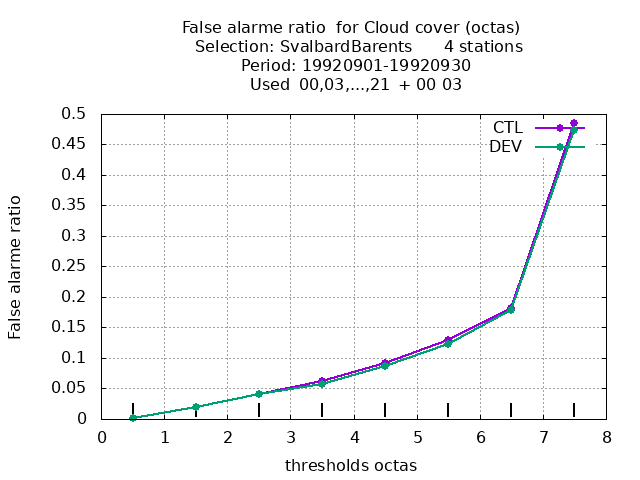 False alarme ratio  for Cloud cover (octas)
Selection: SvalbardBarents      4 stations
Period: 19920901-19920930
Used  00,03,...,21  + 00 03
False alarme ratio
0.5
0.45
0.4
0.35
0.3
0.25
0.2
0.15
0.1
0.05
0
CTL
DEV
0 1 2 3 4 5 6 7 8
thresholds octas